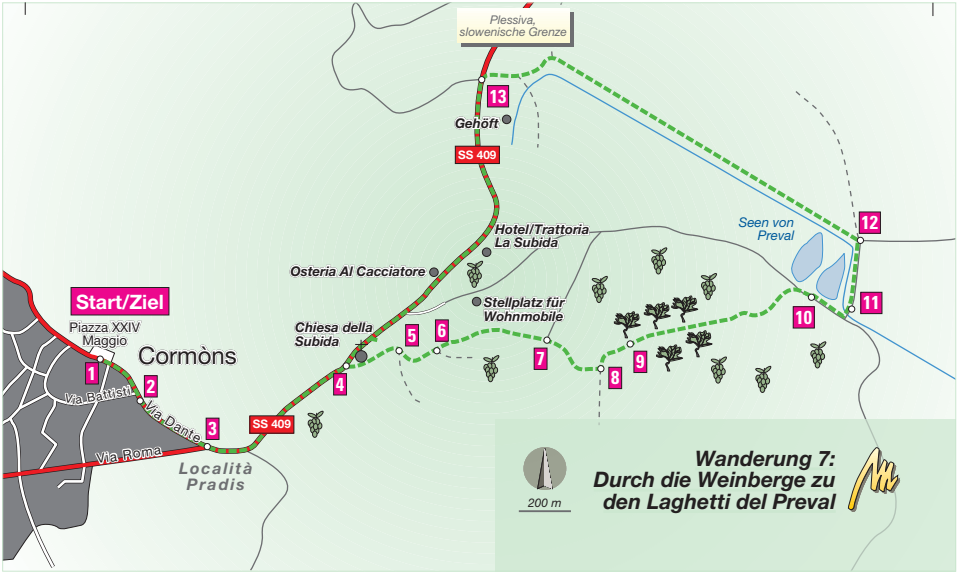 Plessiva,
slowenische Grenze
13
Gehöft
SS 409
12
Seen von
Preval
Hotel/Trattoria
La Subida
Osteria Al Cacciatore
Start/Ziel
Stellplatz für
Wohnmobile
11
10
Piazza XXIV
Maggio
Chiesa della
Subida
5
6
7
9
8
Cormòns
1
2
4
Via Battisti
Via Dante
3
SS 409
Via Roma
Località
Pradis
200 m
Wanderung 7:
Durch die Weinberge zu
den Laghetti del Preval